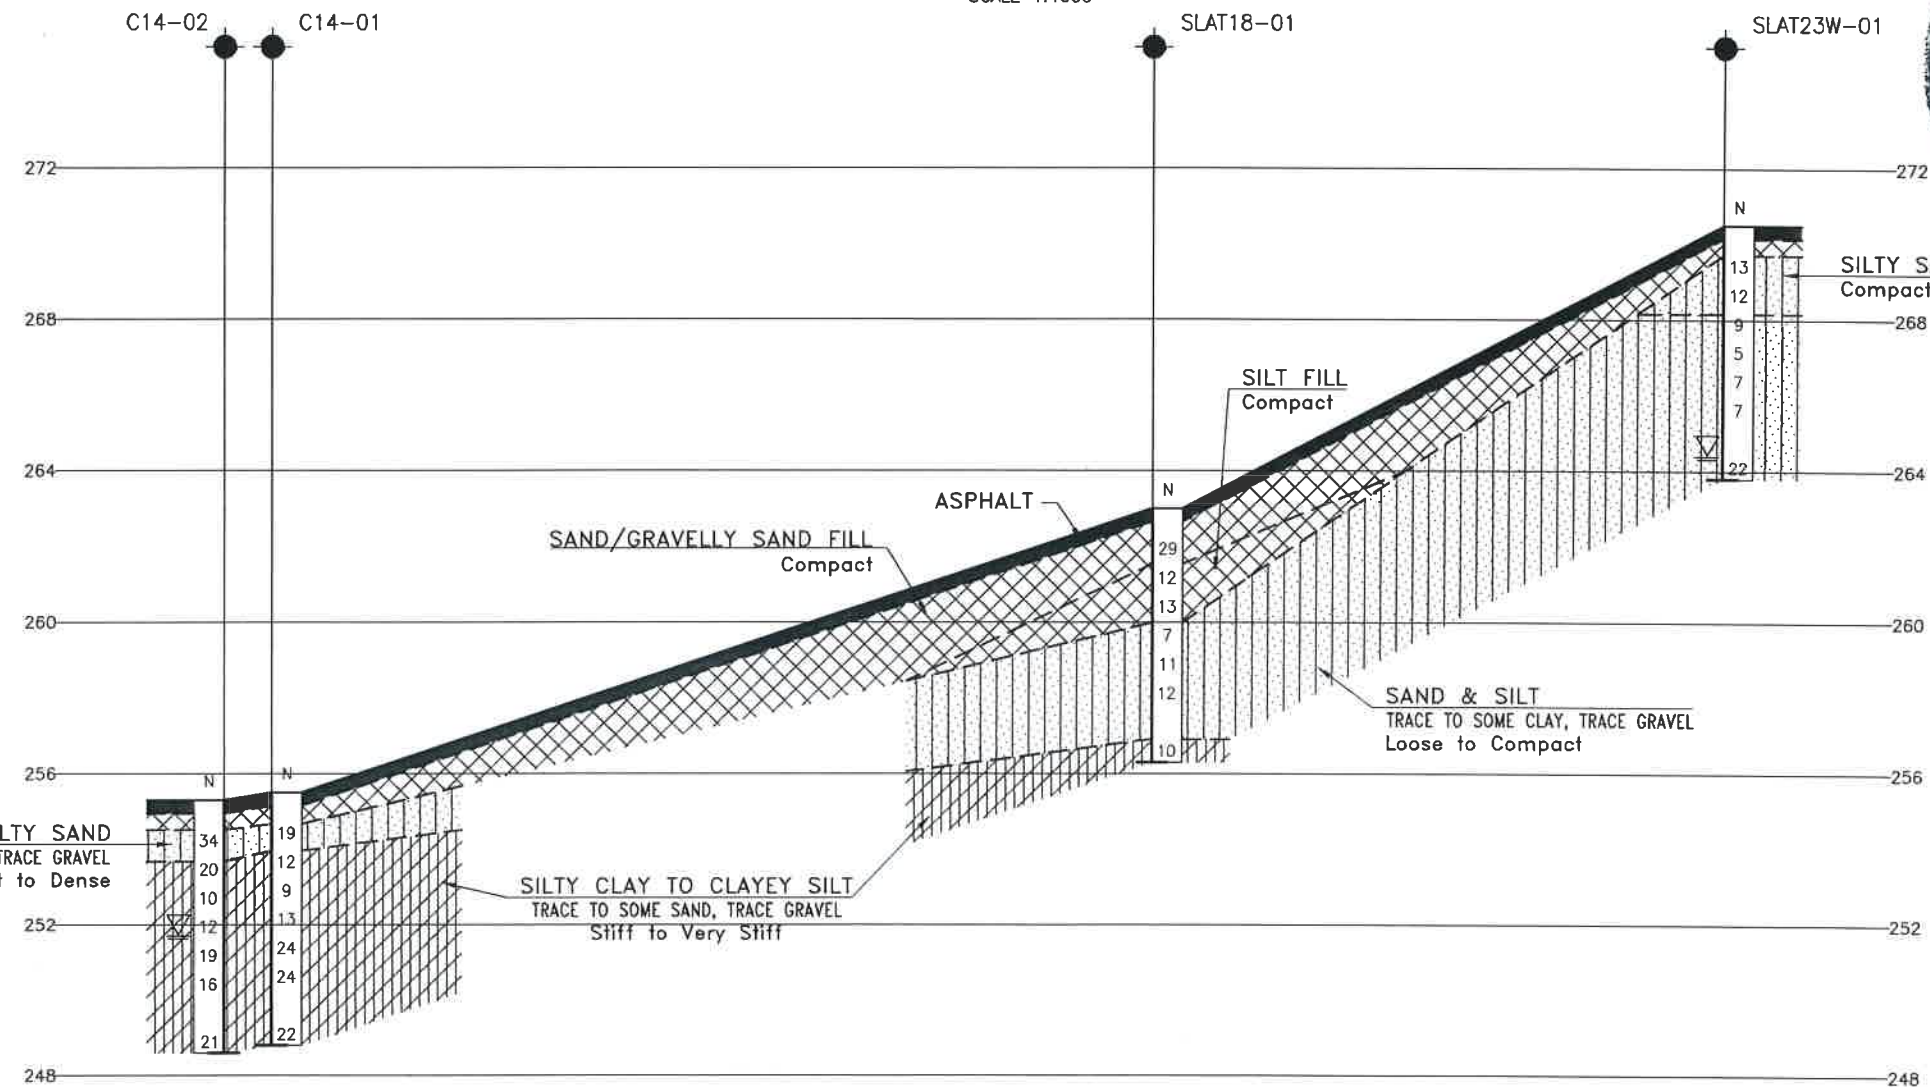 C14-02
C14-01
SLAT18-01
SLAT23W-01
272
272
N
13
12
9
5
7
7
22
SILTY S
Compact
268
268
SILT FILL
Compact
264
264
ASPHALT
N
29
12
13
7
11
12
10
SAND/GRAVELLY SAND FILL
Compact
260
260
SAND & SILT
TRACE TO SOME CLAY, TRACE GRAVEL
Loose to Compact
256
256
N
34
20
10
12
19
16
21
N
19
12
9
13
24
24
22
LTY SAND
TRACE GRAVEL
t to Dense
SILTY CLAY TO CLAYEY SILT
TRACE TO SOME SAND, TRACE GRAVEL
Stiff to Very Stiff
252
252
248
248